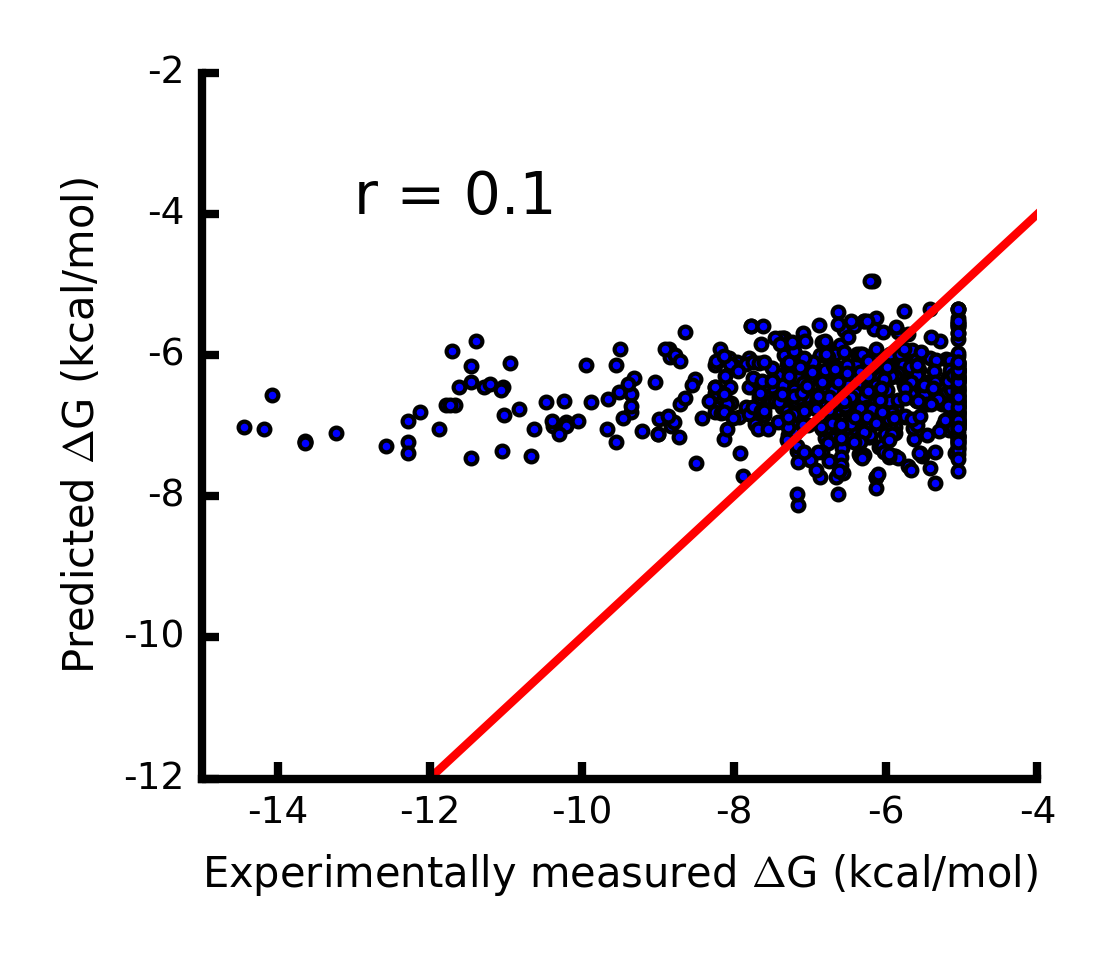 -2
-4
-6
-8
-10
-12
r = 0.1
Predicted ΔG (kcal/mol)
-14 -12 -10 -8 -6 -4
Experimentally measured ΔG (kcal/mol)